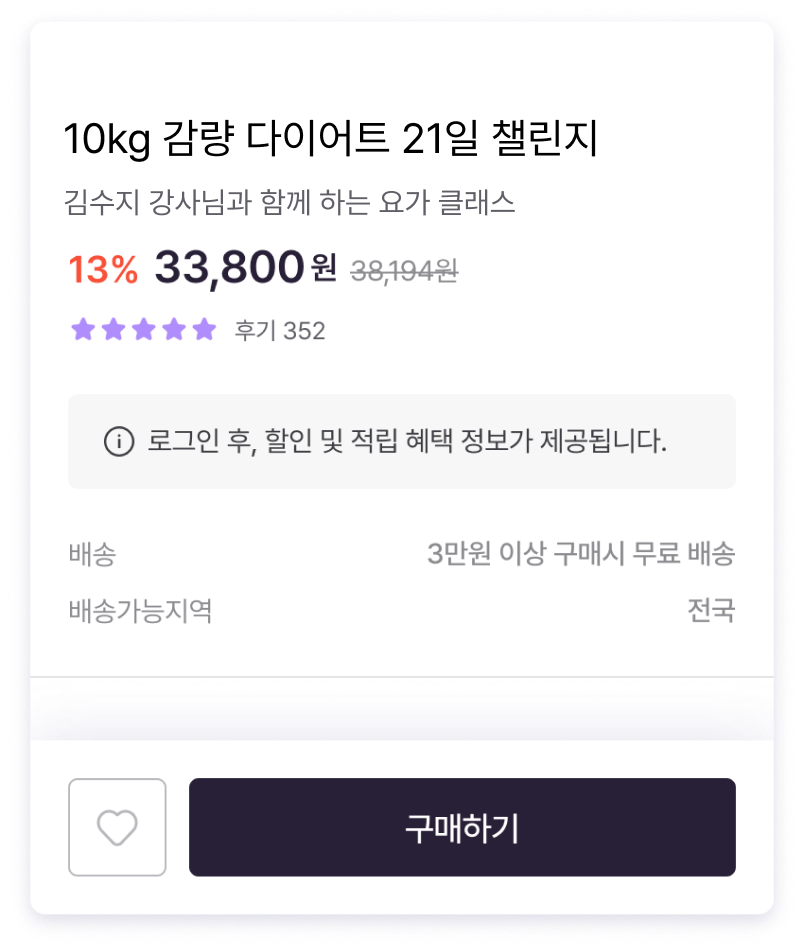 10kg 감량 다이어트 21일 챌린지
김수지 강사님과 함께 하는 요가 클래스
13% 33,800원 38,194원
후기 352
로그인 후, 할인 및 적립 혜택 정보가 제공됩니다.
배송 3만원 이상 구매시 무료 배송
배송가능지역 전국
구매하기